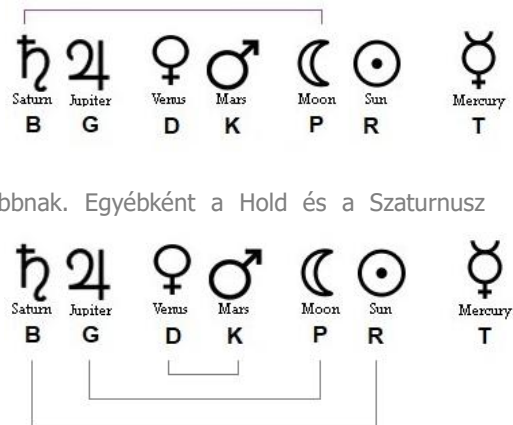 ♄ ♃ ♀ ♂ ☾ ☉ ☿
Saturn Jupiter Venus Mars Moon Sun Mercury
B G D K P R T
bbnak. Egyébként a Hold és a Szaturnusz
♄ ♃ ♀ ♂ ☾ ☉ ☿
Saturn Jupiter Venus Mars Moon Sun Mercury
B G D K P R T